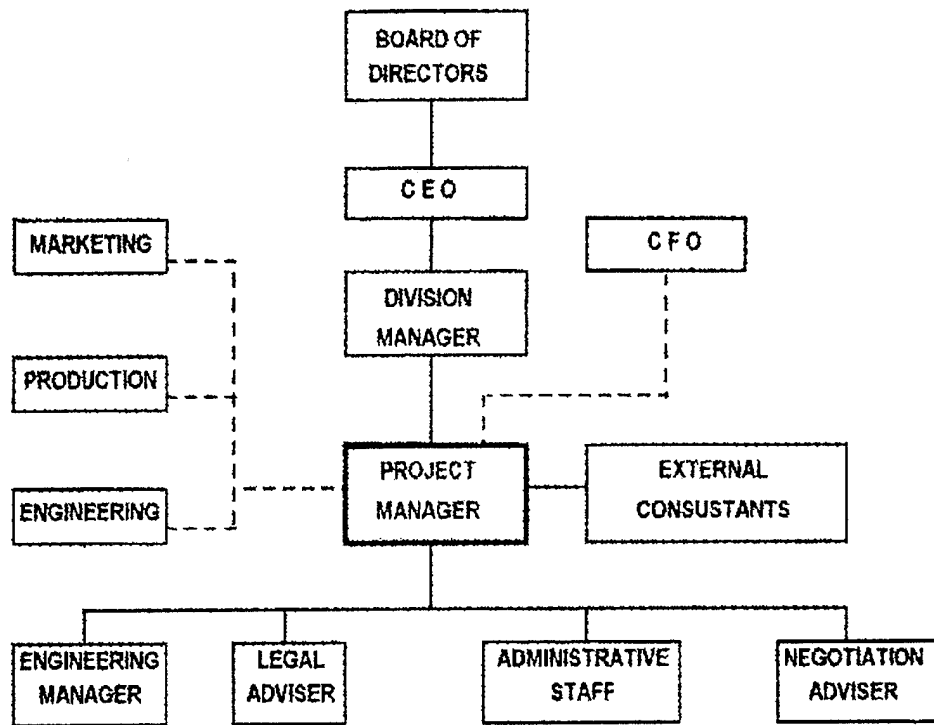 BOARD OF
DIRECTORS
C E O
MARKETING
C F O
DIVISION
MANAGER
PRODUCTION
PROJECT
MANAGER
EXTERNAL
CONSUSTANTS
ENGINEERING
ENGINEERING
MANAGER
LEGAL
ADVISER
ADMINISTRATIVE
STAFF
NEGOTIATION
ADVISER